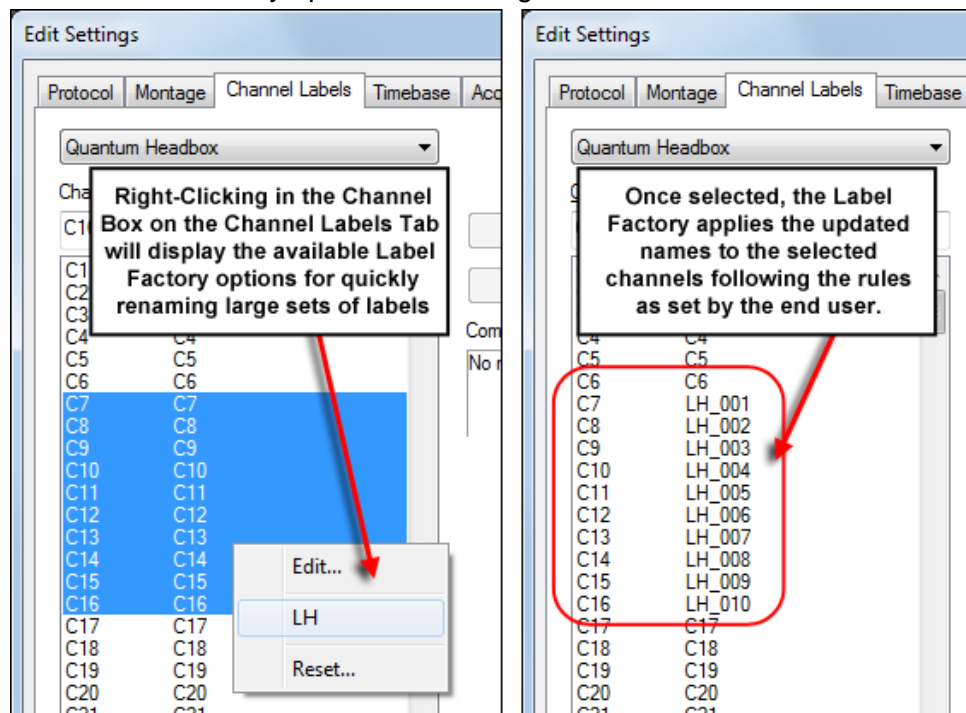 Edit Settings
Protocol Montage Channel Labels Timebase Acc
Quantum Headbox
Cha
Right-Clicking in the Channel
Box on the Channel Labels Tab
will display the available Label
Factory options for quickly
renaming large sets of labels
C1
C2
C3
C4 C4
C5 C5
C6 C6
C7 C7
C8 C8
C9 C9
C10 C10
C11 C11
C12 C12
C13 C13
C14 C14
C15 C15
C16 C16
C17 C17
C18 C18
C19 C19
C20 C20
C21 C21
Com
No r
Edit...
LH
Reset...
Edit Settings
Protocol Montage Channel Labels Timebase
Quantum Headbox
Once selected, the Label
Factory applies the updated
names to the selected
channels following the rules
as set by the end user.
C4 C4
C5 C5
C6 C6
C7 LH_001
C8 LH_002
C9 LH_003
C10 LH_004
C11 LH_005
C12 LH_006
C13 LH_007
C14 LH_008
C15 LH_009
C16 LH_010
C17 C17
C18 C18
C19 C19
C20 C20
C21 C21